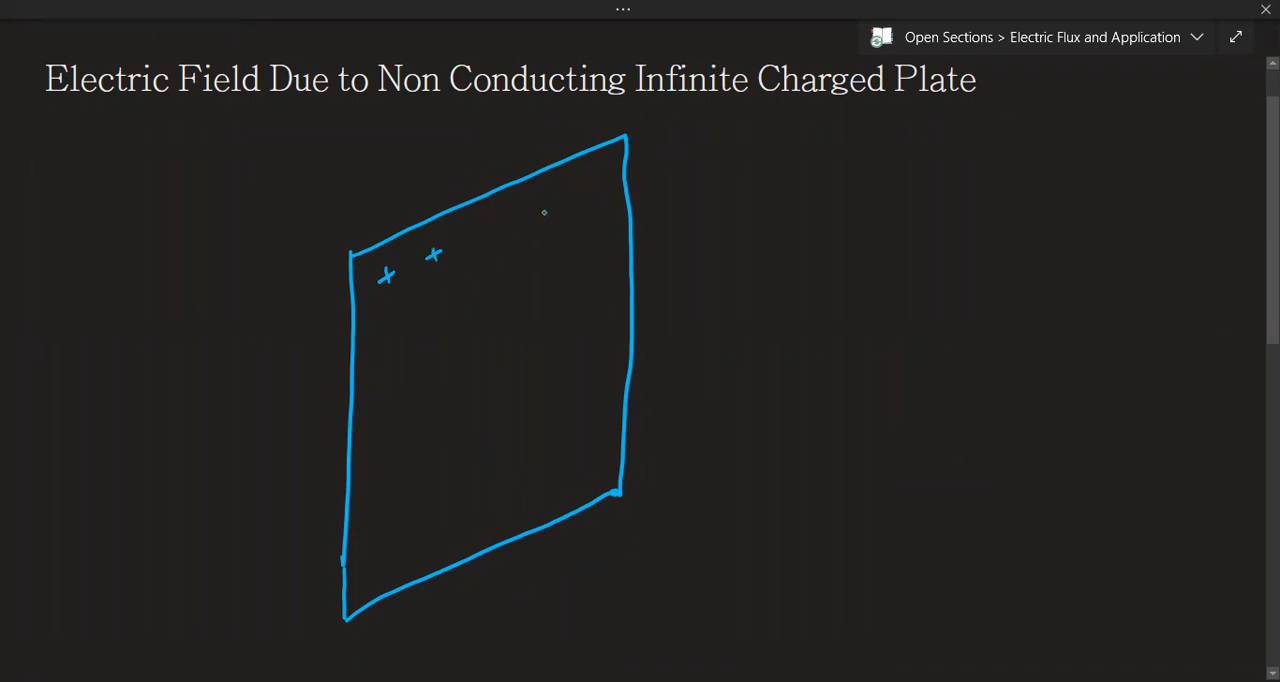 Open Sections > Electric Flux and Application
Electric Field Due to Non Conducting Infinite Charged Plate
+ +